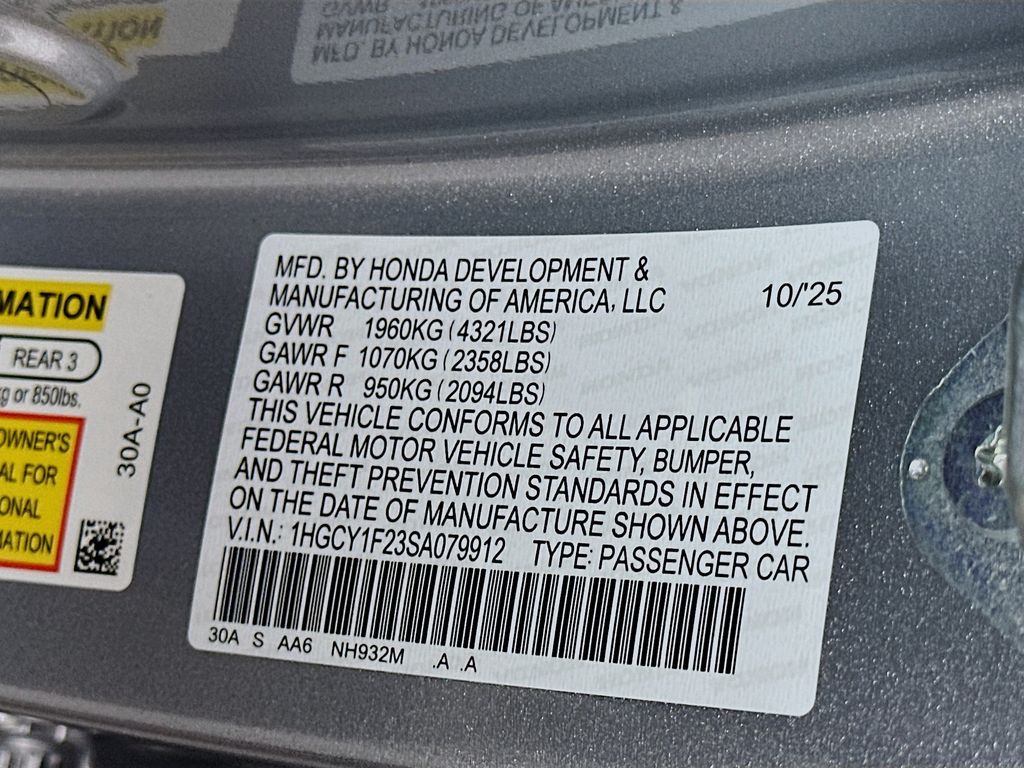 MFD. BY HONDA DEVELOPMENT &
MANUFACTURING OF AMERICA, LLC 10/'25
GVWR 1960KG (4321LBS)
GAWR F 1070KG (2358LBS)
GAWR R 950KG (2094LBS)
THIS VEHICLE CONFORMS TO ALL APPLICABLE
FEDERAL MOTOR VEHICLE SAFETY, BUMPER,
AND THEFT PREVENTION STANDARDS IN EFFECT
ON THE DATE OF MANUFACTURE SHOWN ABOVE.
V.I.N.: 1HGCY1F23SA079912 TYPE: PASSENGER CAR
30A S AA6 NH932M .A .A
MATION
REAR 3
kg or 850lbs.
OWNER'S
AL FOR
ONAL
MATION
30A-A0